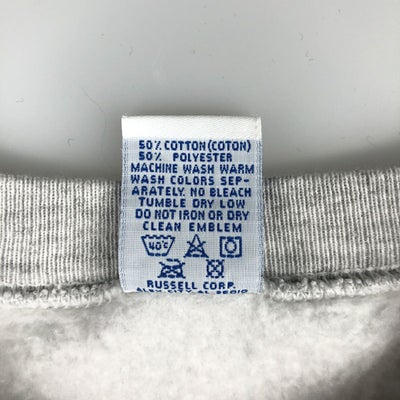 50% COTTON (COTON)
50% POLYESTER
MACHINE WASH WARM
WASH COLORS SEP-
ARATELY. NO BLEACH
TUMBLE DRY LOW
DO NOT IRON OR DRY
CLEAN EMBLEM
40°C
RUSSELL CORP.